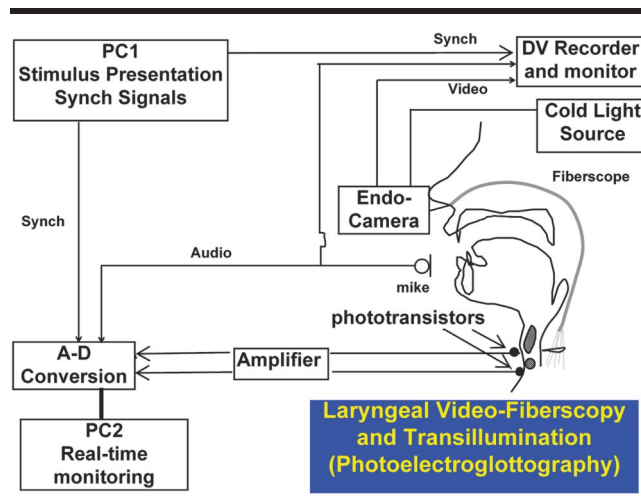 PC1
Stimulus Presentation
Synch Signals
Synch
DV Recorder
and monitor
Video
Cold Light
Source
Fiberscope
Endo-
Camera
Synch
Audio
mike
phototransistors
A-D
Conversion
Amplifier
PC2
Real-time
monitoring
Laryngeal Video-Fiberscopy
and Transillumination
(Photoelectroglottography)